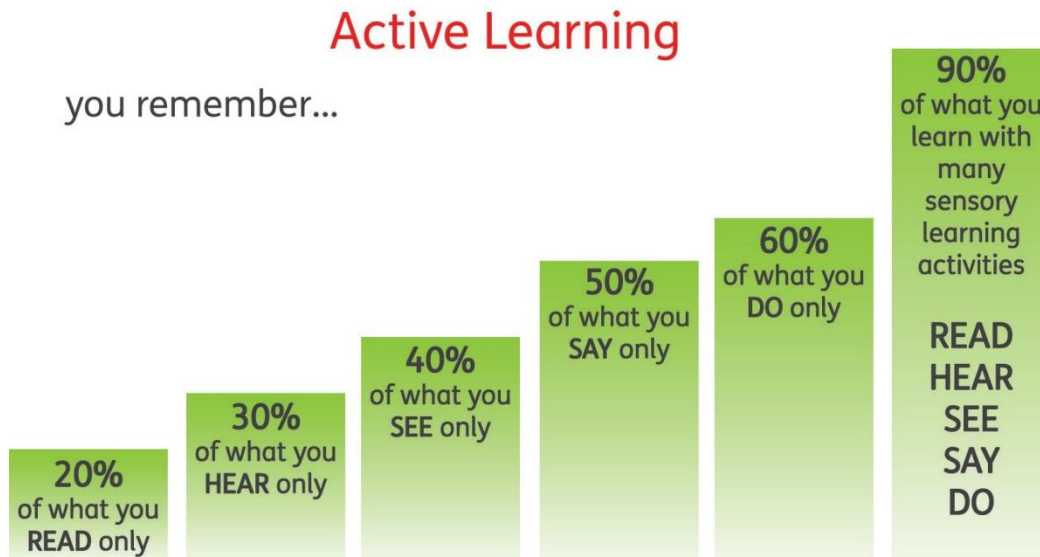 Active Learning
you remember...
20%
of what you
READ only
30%
of what you
HEAR only
40%
of what you
SEE only
50%
of what you
SAY only
60%
of what you
DO only
90%
of what you
learn with
many
sensory
learning
activities
READ
HEAR
SEE
SAY
DO